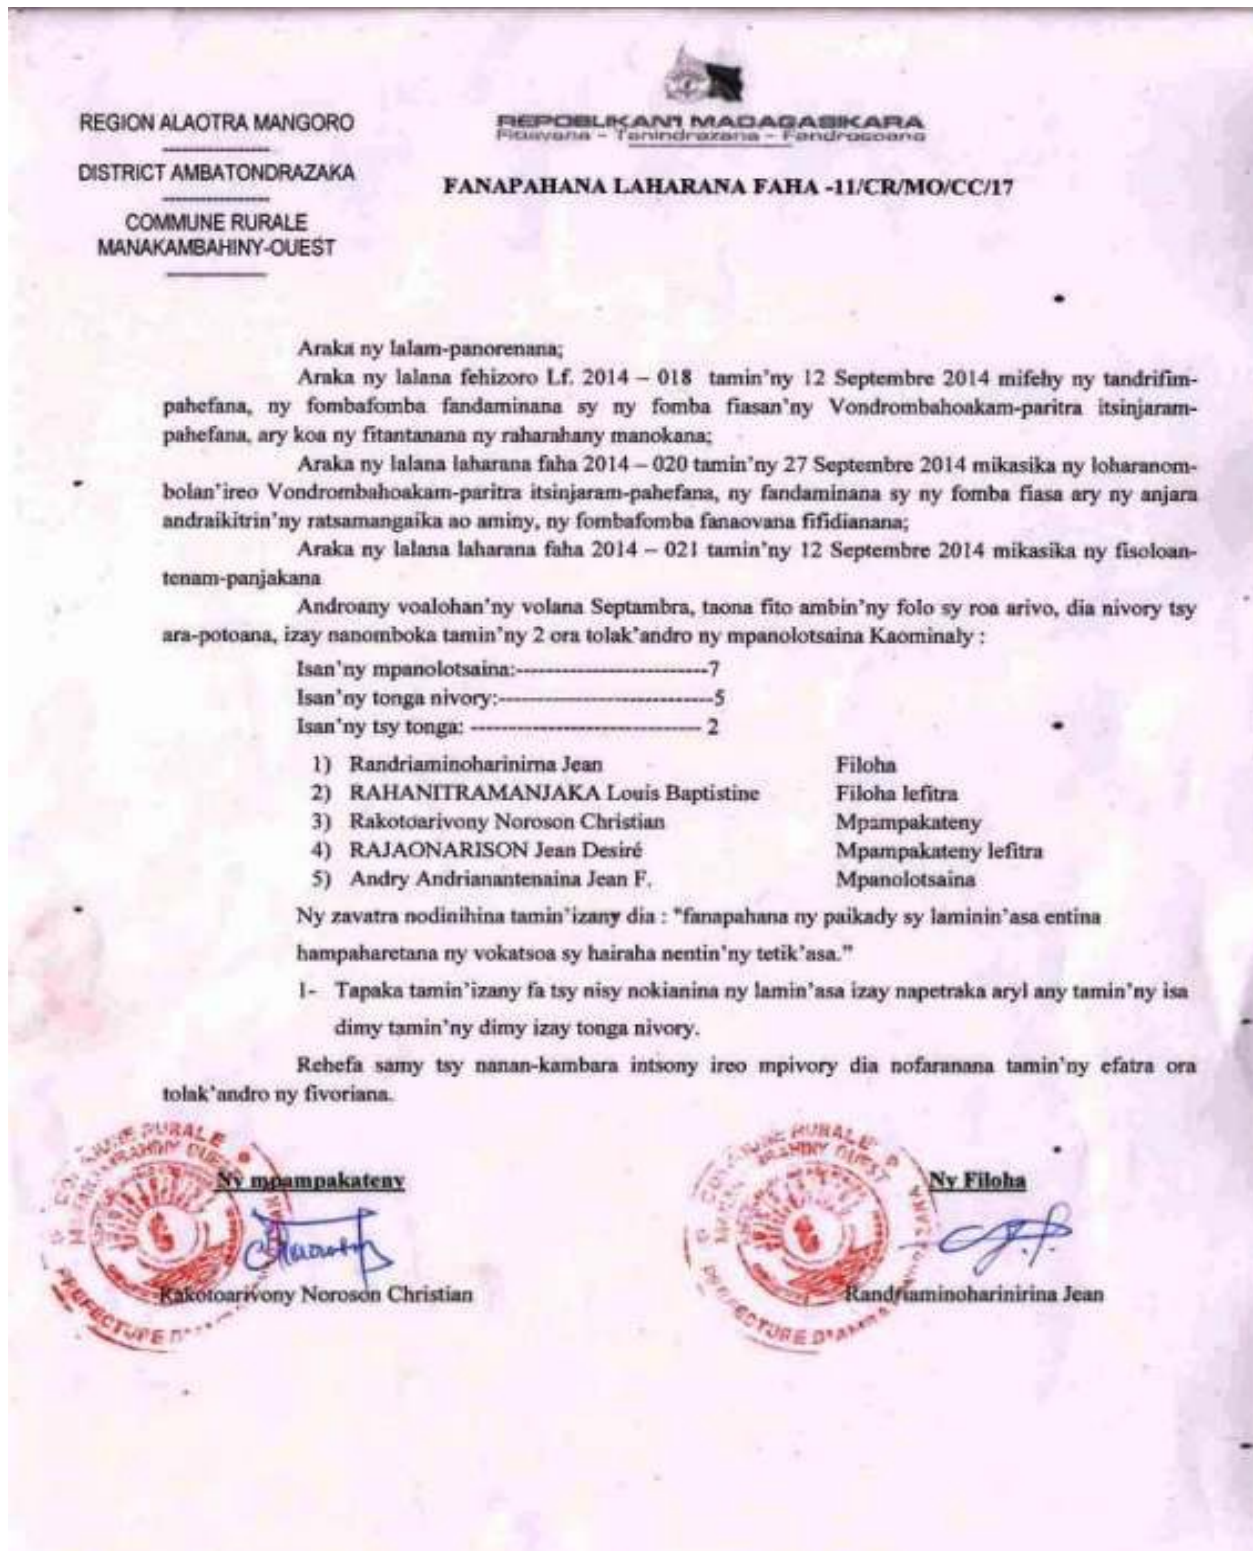 REPOBLIKAN'I MADAGASIKARA
Fitiavana – Tanindrazana – Fandrosoana
REGION ALAOTRA MANGORO
DISTRICT AMBATONDRAZAKA
COMMUNE RURALE
MANAKAMBAHINY-OUEST
FANAPAHANA LAHARANA FAHA -11/CR/MO/CC/17
Araka ny lalam-panorenana;
Araka ny lalana fehizoro Lf. 2014 – 018 tamin'ny 12 Septembre 2014 mifehy ny tandrifim-
pahefana, ny fombafomba fandaminana sy ny fomba fiasan'ny Vondrombahoakam-paritra itsinjaram-
pahefana, ary koa ny fitantanana ny raharahany manokana;
Araka ny lalana laharana faha 2014 – 020 tamin'ny 27 Septembre 2014 mikasika ny loharanom-
bolan'ireo Vondrombahoakam-paritra itsinjaram-pahefana, ny fandaminana sy ny fomba fiasa ary ny anjara
andraikitrin'ny ratsamangaika ao aminy, ny fombafomba fanaovana fifidianana;
Araka ny lalana laharana faha 2014 – 021 tamin'ny 12 Septembre 2014 mikasika ny fisoloan-
tenam-panjakana
Androany voalohan'ny volana Septambra, taona fito ambin'ny folo sy roa arivo, dia nivory tsy
ara-potoana, izay nanomboka tamin'ny 2 ora tolak'andro ny mpanolotsaina Kaominaly :
Isan'ny mpanolotsaina:--------------------------7
Isan'ny tonga nivory:-----------------------------5
Isan'ny tsy tonga: ------------------------------- 2
1) Randriaminoharinirna Jean Filoha
2) RAHANITRAMANJAKA Louis Baptistine Filoha lefitra
3) Rakotoarivony Noroson Christian Mpampakateny
4) RAJAONARISON Jean Desiré Mpampakateny lefitra
5) Andry Andrianantenaina Jean F. Mpanolotsaina
Ny zavatra nodinihina tamin'izany dia : "fanapahana ny paikady sy laminin'asa entina
hampaharetana ny vokatsoa sy hairaha nentin'ny tetik'asa."
1- Tapaka tamin'izany fa tsy nisy nokianina ny lamin'asa izay napetraka aryl any tamin'ny isa
dimy tamin'ny dimy izay tonga nivory.
Rehefa samy tsy nanan-kambara intsony ireo mpivory dia nofaranana tamin'ny efatra ora
tolak'andro ny fivoriana.
Ny mpampakateny Ny Filoha
Rakotoarivony Noroson Christian Randriaminoharinirina Jean
COMMUNE RURALE